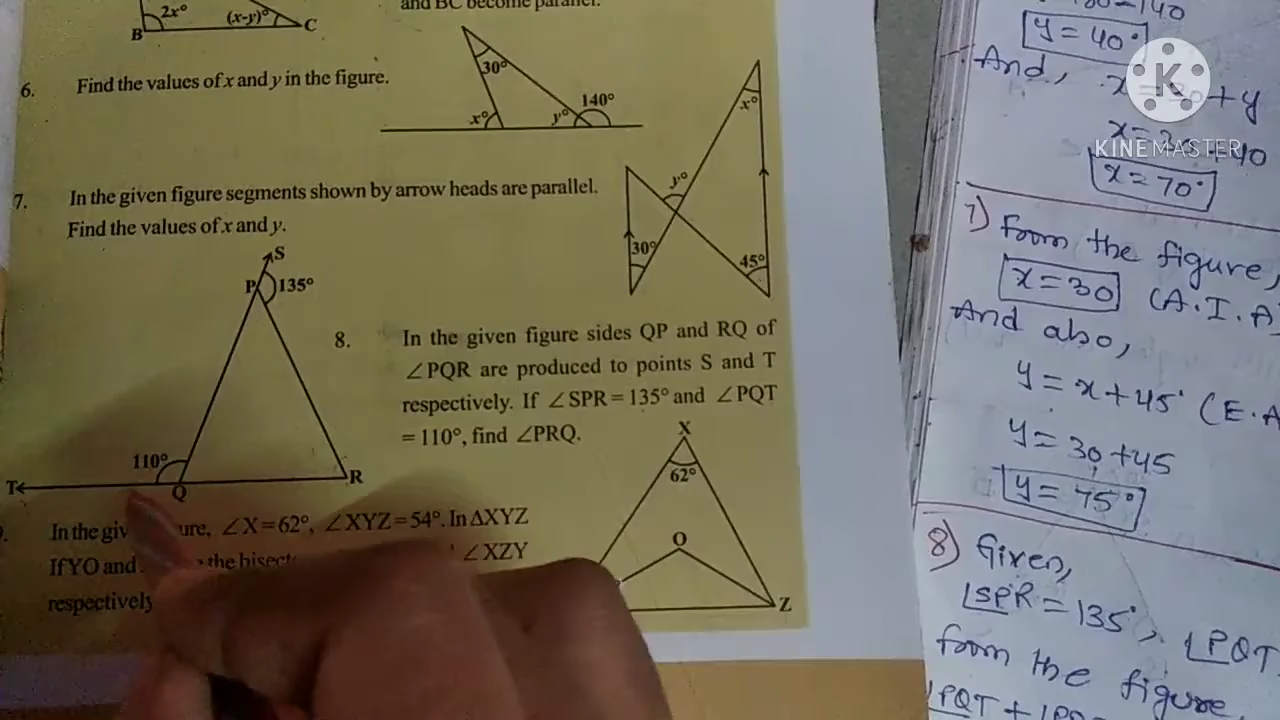 and BC become parallel.
2x°
(x-y)°
B
C
6. Find the values of x and y in the figure.
30°
x°
y°
140°
7. In the given figure segments shown by arrow heads are parallel.
Find the values of x and y.
x°
y°
30°
45°
S
P
135°
110°
T
Q
R
8. In the given figure sides QP and RQ of
∠PQR are produced to points S and T
respectively. If ∠SPR = 135° and ∠PQT
= 110°, find ∠PRQ.
In the giv ure, ∠X=62°, ∠XYZ=54°. In ΔXYZ
If YO and the bisect ∠XZY
respectively
X
62°
O
Z
y = 40°
And,
+ y
x = 70°
K
KINEMASTER
7) From the figure,
x = 30 (A.I.A
And also,
y = x + 45° (E.A
y = 30 + 45
y = 75°
8) Given,
∠SPR = 135°, ∠PQT
from the figure
∠PQT +